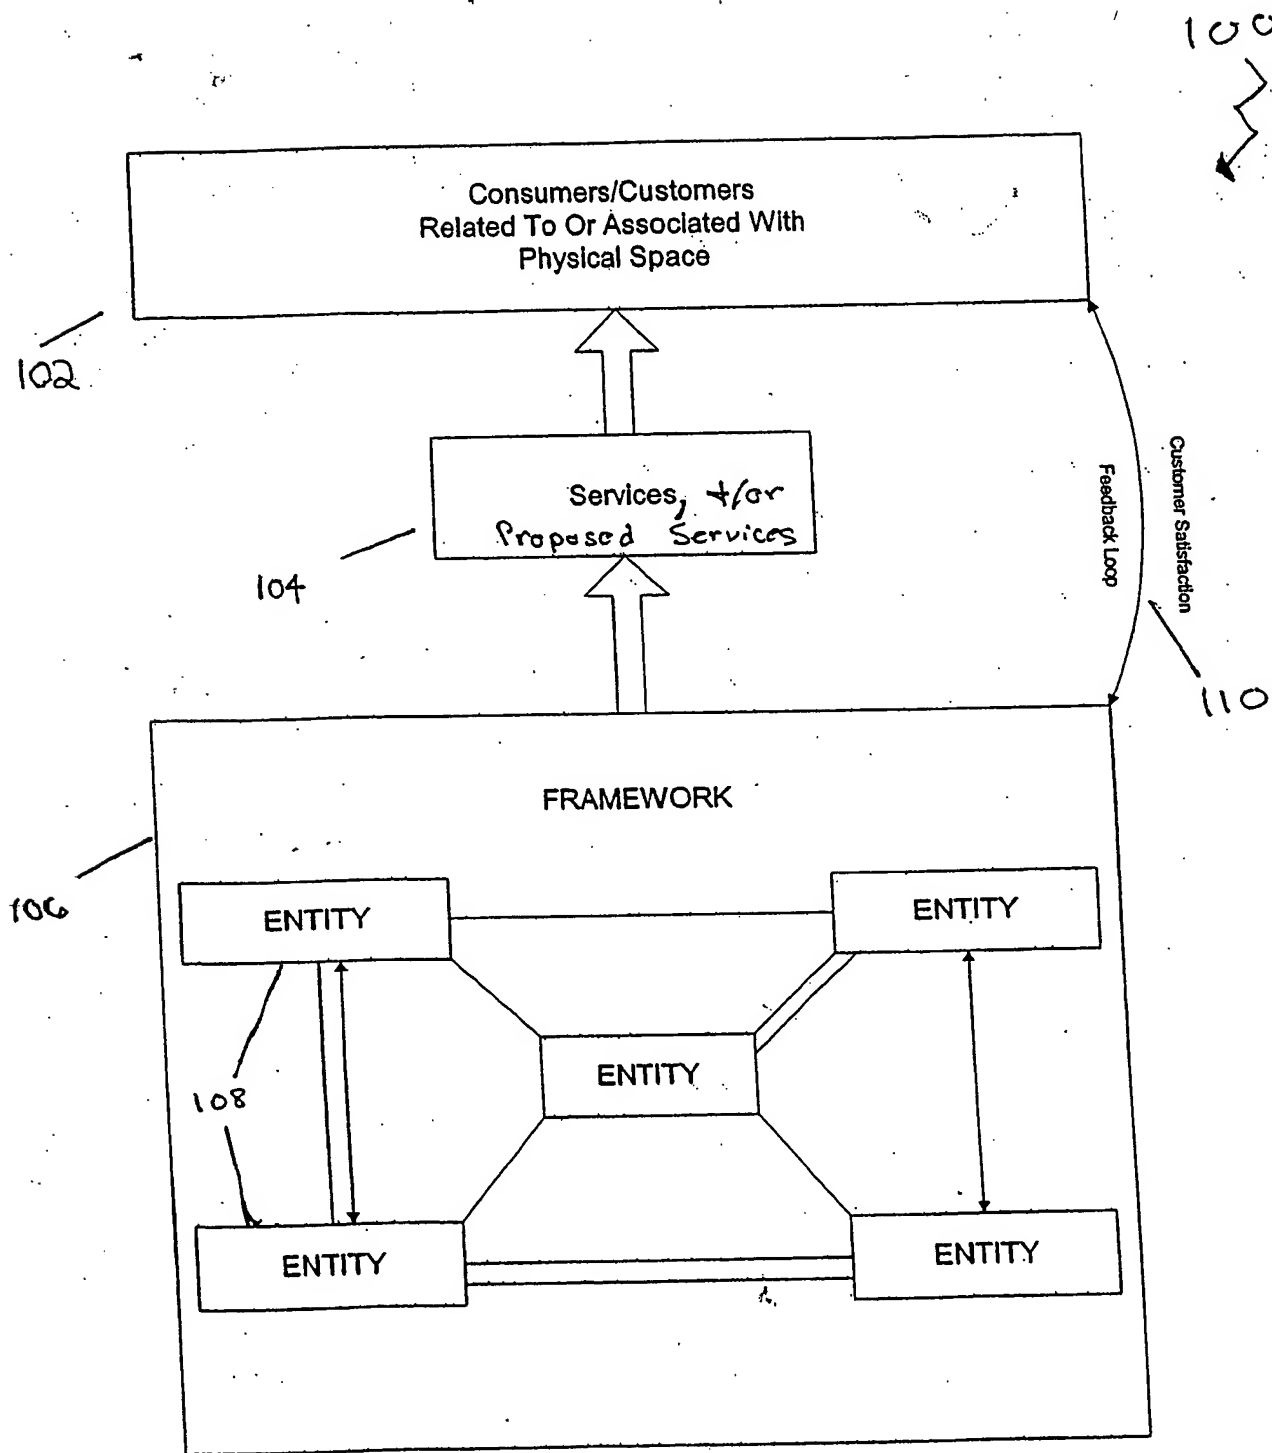 100
Consumers/Customers
Related To Or Associated With
Physical Space
102
Services, +/or
Proposed Services
104
Customer Satisfaction
Feedback Loop
110
FRAMEWORK
106
ENTITY
ENTITY
ENTITY
108
ENTITY
ENTITY